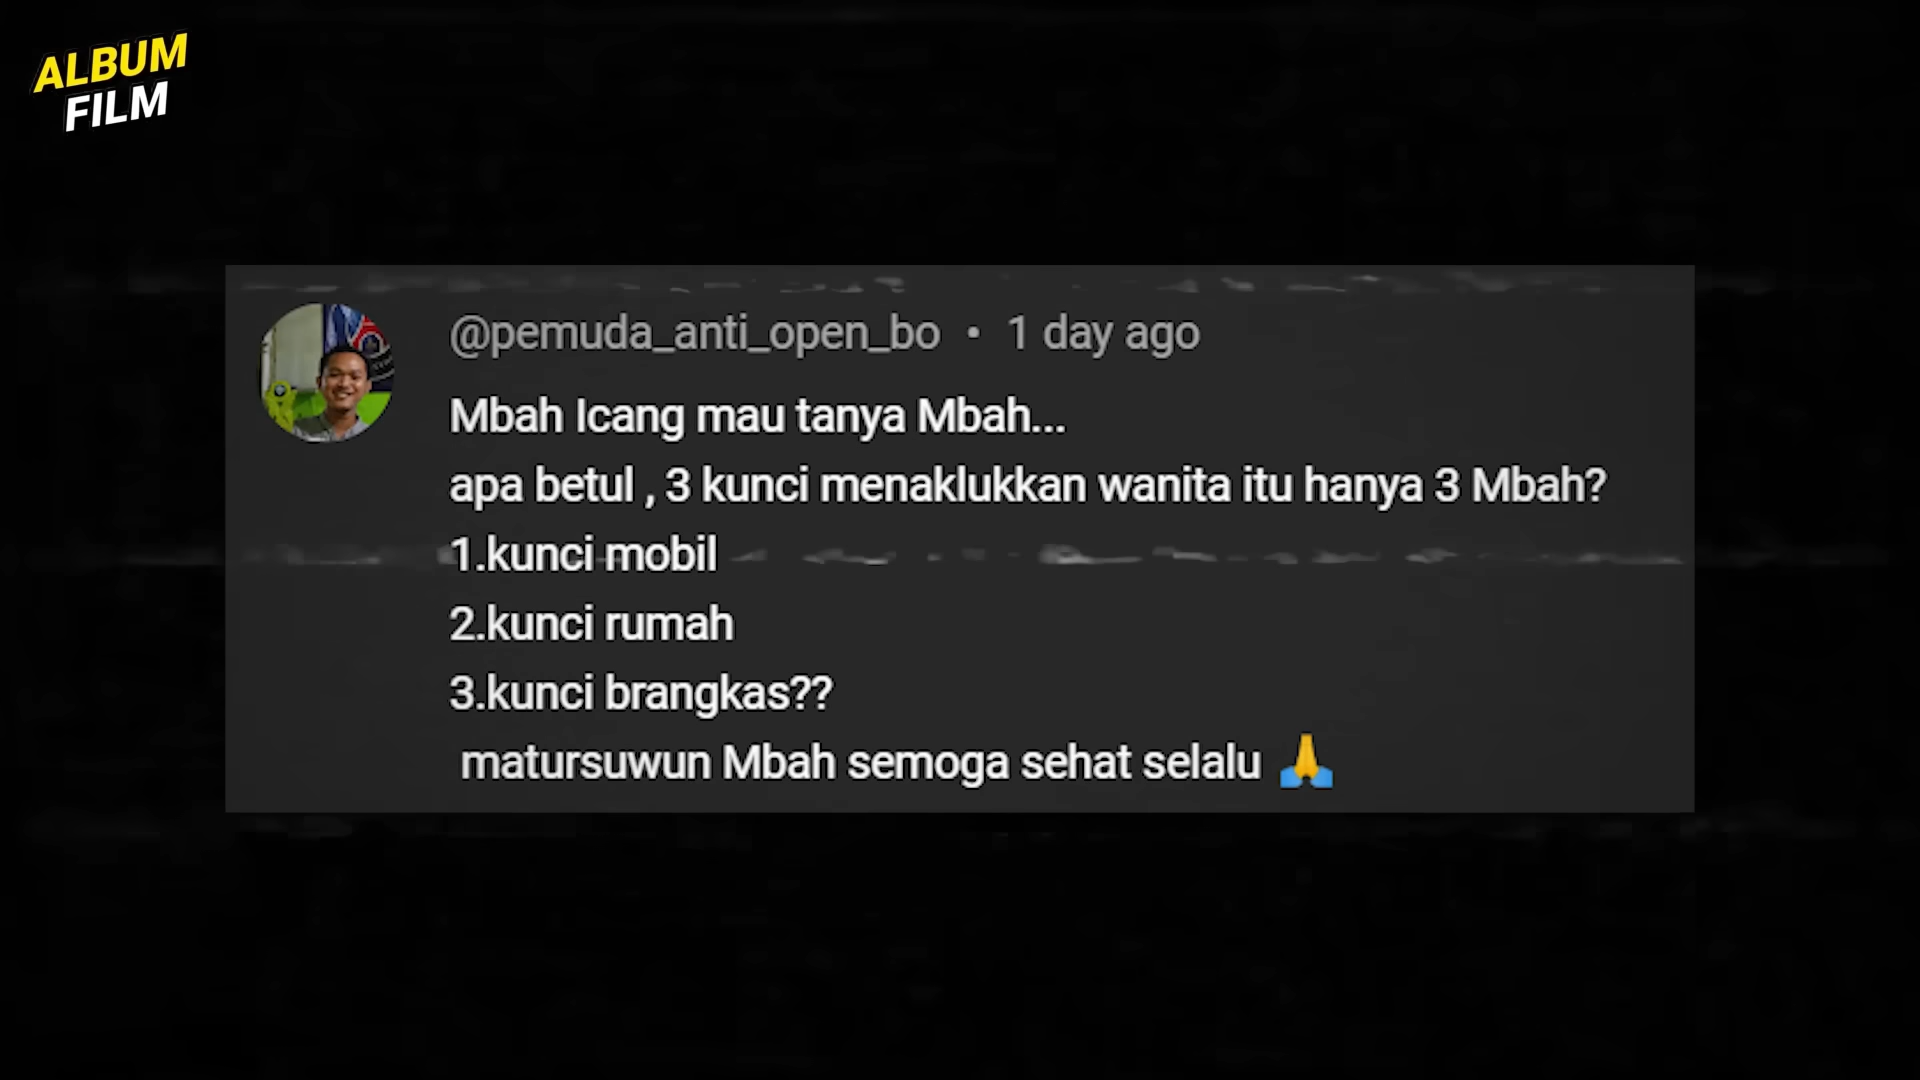 ALBUM
FILM
@pemuda_anti_open_bo • 1 day ago
Mbah Icang mau tanya Mbah...
apa betul , 3 kunci menaklukkan wanita itu hanya 3 Mbah?
1.kunci mobil
2.kunci rumah
3.kunci brangkas??
matursuwun Mbah semoga sehat selalu 🙏